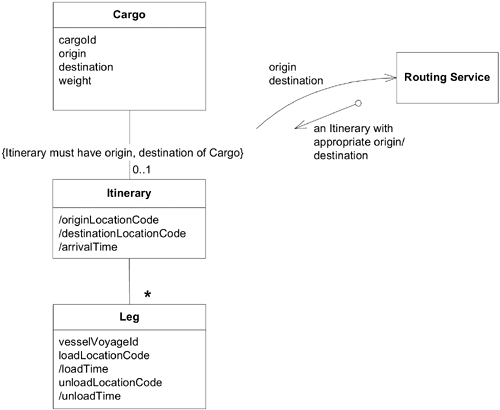 Cargo
cargoId
origin
destination
weight
origin
destination
Routing Service
an Itinerary with
appropriate origin/
destination
{Itinerary must have origin, destination of Cargo}
0..1
Itinerary
/originLocationCode
/destinationLocationCode
/arrivalTime
*
Leg
vesselVoyageId
loadLocationCode
/loadTime
unloadLocationCode
/unloadTime